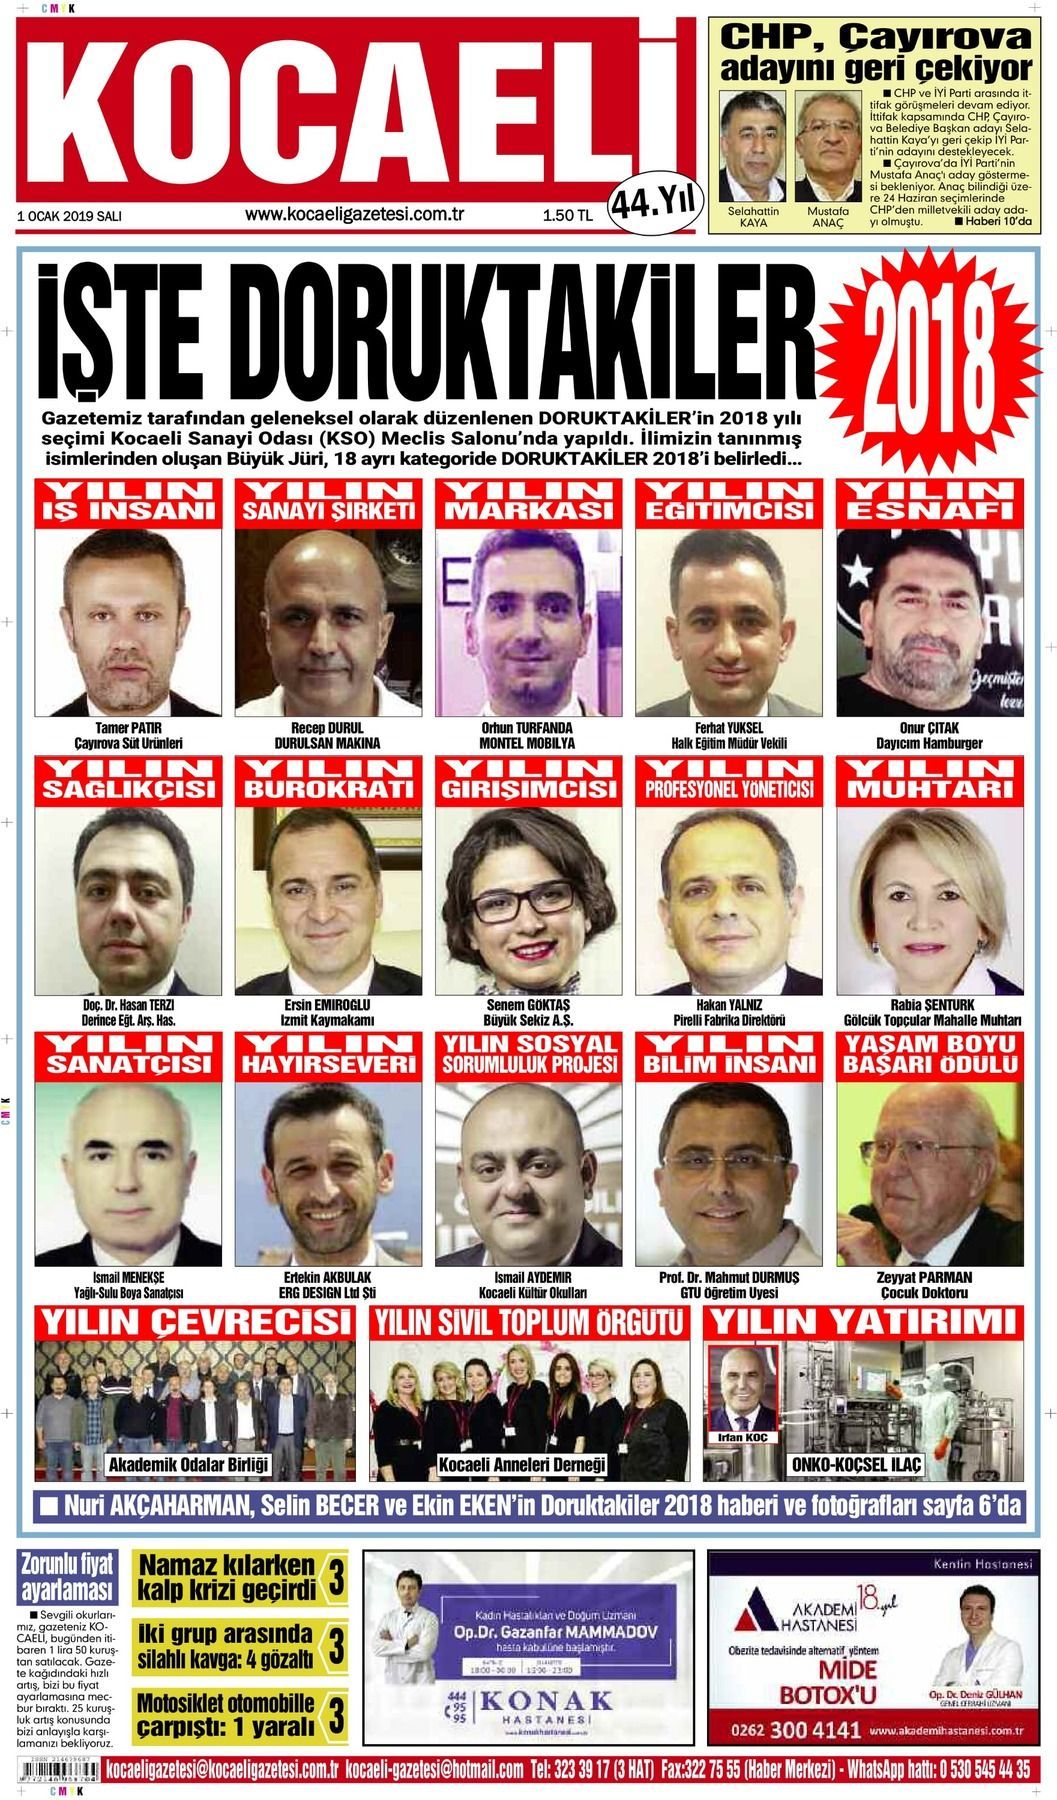 CMYK
KOCAELİ
1 OCAK 2019 SALI
www.kocaeligazetesi.com.tr
1.50 TL
44.Yıl
CHP, Çayırova
adayını geri çekiyor
Selahattin
KAYA
Mustafa
ANAÇ
■ CHP ve İYİ Parti arasında it-
tifak görüşmeleri devam ediyor.
İttifak kapsamında CHP, Çayıro-
va Belediye Başkan adayı Sela-
hattin Kaya'yı geri çekip İYİ Par-
ti'nin adayını destekleyecek.
■ Çayırova'da İYİ Parti'nin
Mustafa Anaç'ı aday gösterme-
si bekleniyor. Anaç bilindiği üze-
re 24 Haziran seçimlerinde
CHP'den milletvekili aday ada-
yı olmuştu. ■ Haberi 10'da
İŞTE DORUKTAKİLER
2018
Gazetemiz tarafından geleneksel olarak düzenlenen DORUKTAKİLER'in 2018 yılı
seçimi Kocaeli Sanayi Odası (KSO) Meclis Salonu'nda yapıldı. İlimizin tanınmış
isimlerinden oluşan Büyük Jüri, 18 ayrı kategoride DORUKTAKİLER 2018'i belirledi...
YILIN
İŞ İNSANI
Tamer PATIR
Çayırova Süt Ürünleri
YILIN
SANAYİ ŞİRKETİ
Recep DURUL
DURULSAN MAKINA
YILIN
MARKASI
Orhun TURFANDA
MONTEL MOBİLYA
YILIN
EĞİTİMCİSİ
Ferhat YÜKSEL
Halk Eğitim Müdür Vekili
YILIN
ESNAFI
Onur ÇITAK
Dayıcım Hamburger
YILIN
SAĞLIKÇISI
Doç. Dr. Hasan TERZİ
Derince Eğt. Arş. Has.
YILIN
BÜROKRATI
Ersin EMİROĞLU
İzmit Kaymakamı
YILIN
GİRİŞİMCİSİ
Senem GÖKTAŞ
Büyük Sekiz A.Ş.
YILIN
PROFESYONEL YÖNETİCİSİ
Hakan YALNIZ
Pirelli Fabrika Direktörü
YILIN
MUHTARI
Rabia ŞENTÜRK
Gölcük Topçular Mahalle Muhtarı
YILIN
SANATÇISI
İsmail MENEKŞE
Yağlı-Sulu Boya Sanatçısı
YILIN
HAYIRSEVERİ
Ertekin AKBULAK
ERG DESIGN Ltd Şti
YILIN SOSYAL
SORUMLULUK PROJESİ
İsmail AYDEMİR
Kocaeli Kültür Okulları
YILIN
BİLİM İNSANI
Prof. Dr. Mahmut DURMUŞ
GTÜ Öğretim Üyesi
YAŞAM BOYU
BAŞARI ÖDÜLÜ
Zeyyat PARMAN
Çocuk Doktoru
YILIN ÇEVRECİSİ
Akademik Odalar Birliği
YILIN SİVİL TOPLUM ÖRGÜTÜ
Kocaeli Anneleri Derneği
YILIN YATIRIMI
İrfan KOÇ
ONKO-KOÇSEL İLAÇ
■ Nuri AKÇAHARMAN, Selin BECER ve Ekin EKEN'in Doruktakiler 2018 haberi ve fotoğrafları sayfa 6'da
Zorunlu fiyat
ayarlaması
■ Sevgili okurları-
mız, gazeteniz KO-
CAELİ, bugünden iti-
baren 1 lira 50 kuruş-
tan satılacak. Gaze-
te kağıdındaki hızlı
artış, bizi bu fiyat
ayarlamasına mec-
bur bıraktı. 25 kuruş-
luk artış konusunda
bizi anlayışla karşı-
lamanızı bekliyoruz.
Namaz kılarken
kalp krizi geçirdi 3
İki grup arasında
silahlı kavga: 4 gözaltı 3
Motosiklet otomobille
çarpıştı: 1 yaralı 3
Kadın Hastalıkları ve Doğum Uzmanı
Op.Dr. Gazanfar MAMMADOV
hasta kabulüne başlamıştır.
444
95
95
KONAK
HASTANESİ
www.konakhastanesi.com.tr
Kentin Hastanesi
AKADEMİ
HASTANESİ
18.yıl
Obezite tedavisinde alternatif yöntem
MİDE
BOTOX'U
Op. Dr. Deniz GÜLHAN
GENEL CERRAHİ UZMANI
0262 300 4141 www.akademihastanesi.com.tr
kocaeligazetesi@kocaeligazetesi.com.tr kocaeli-gazetesi@hotmail.com Tel: 323 39 17 (3 HAT) Fax:322 75 55 (Haber Merkezi) - WhatsApp hattı: 0 530 545 44 35
CMYK